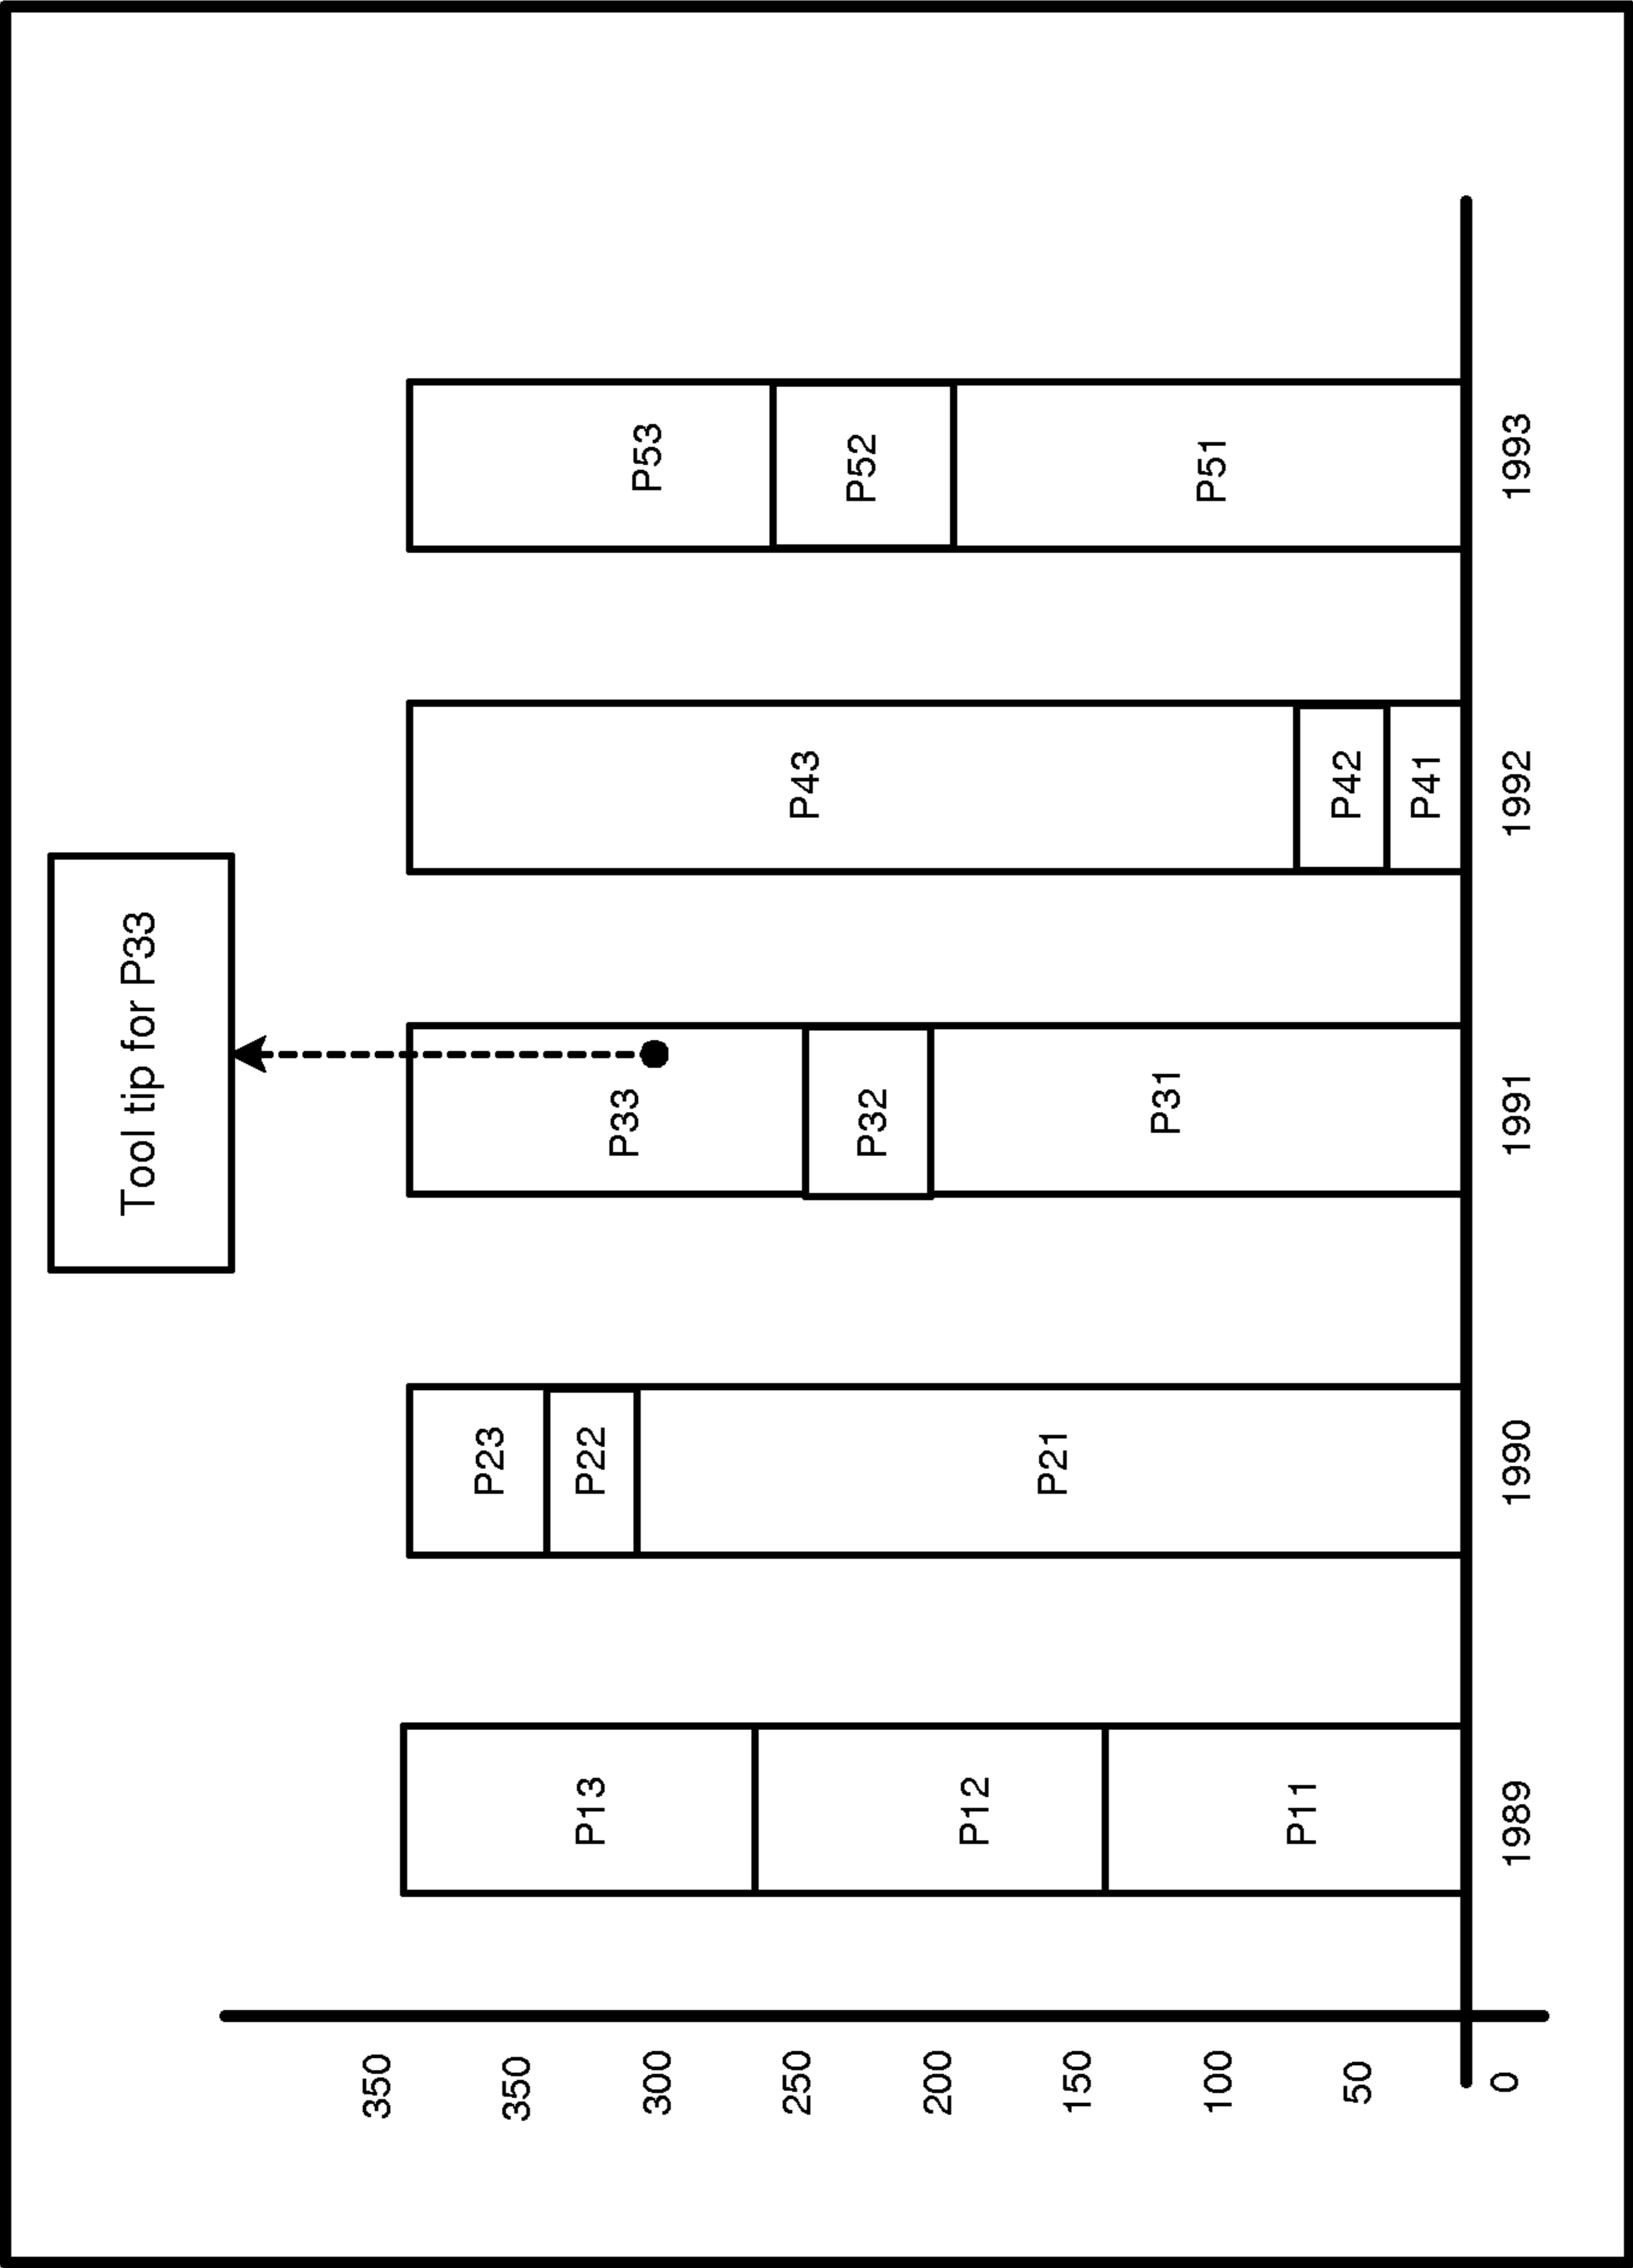 Tool tip for P33
350
350
300
250
200
150
100
50
0
P13
P12
P11
P23
P22
P21
P33
P32
P31
P43
P42
P41
P53
P52
P51
1989
1990
1991
1992
1993